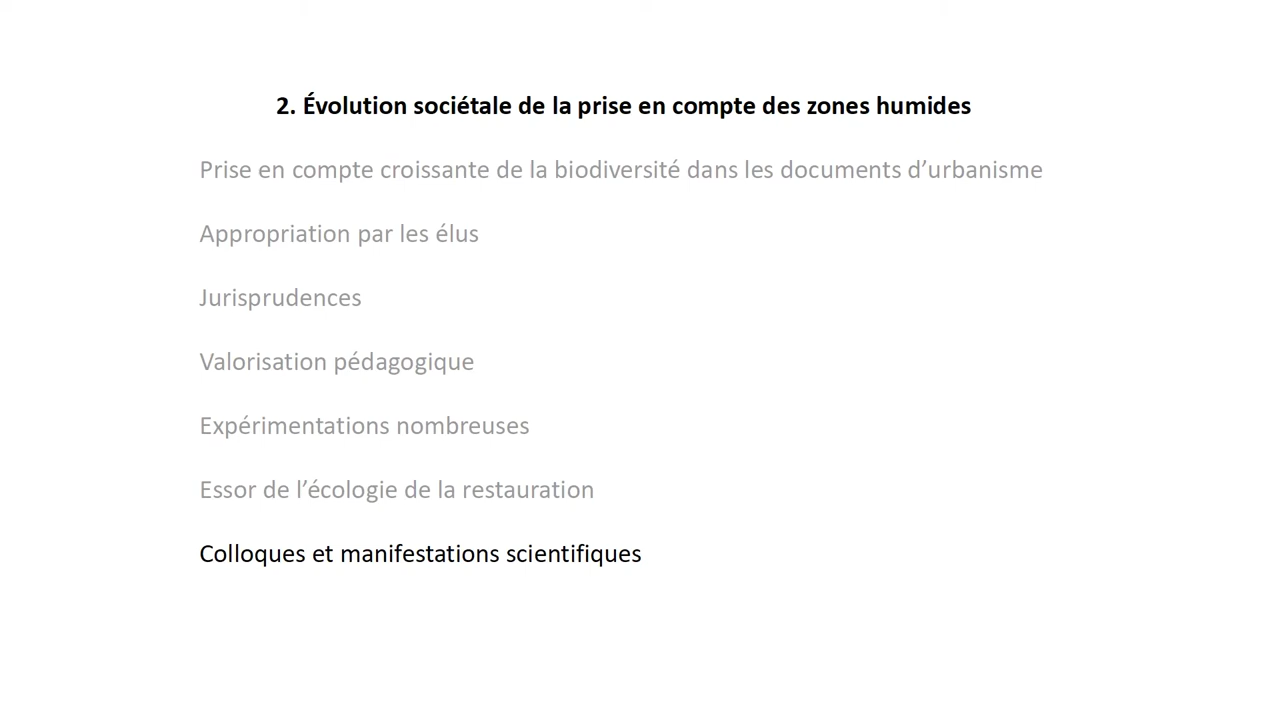 2. Évolution sociétale de la prise en compte des zones humides
Prise en compte croissante de la biodiversité dans les documents d’urbanisme
Appropriation par les élus
Jurisprudences
Valorisation pédagogique
Expérimentations nombreuses
Essor de l’écologie de la restauration
Colloques et manifestations scientifiques